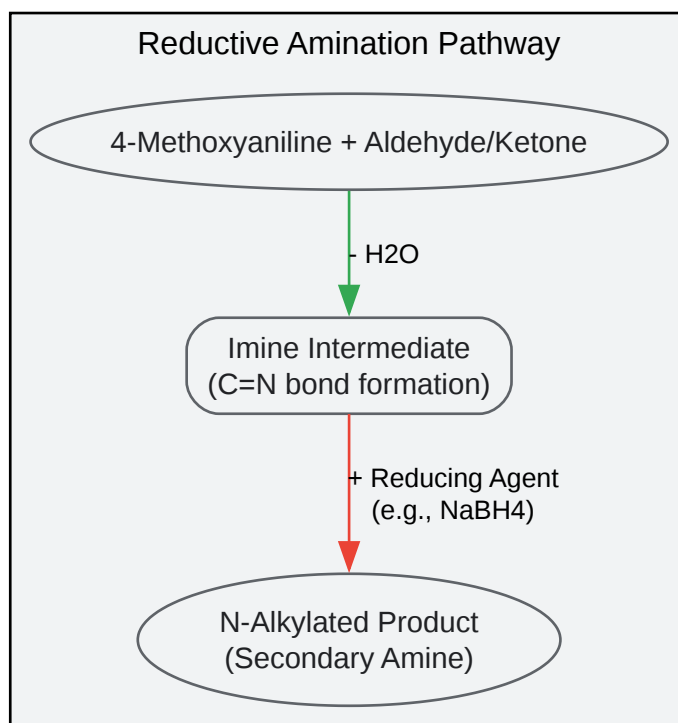 Reductive Amination Pathway
4-Methoxyaniline + Aldehyde/Ketone
- H2O
Imine Intermediate
(C=N bond formation)
+ Reducing Agent
(e.g., NaBH4)
N-Alkylated Product
(Secondary Amine)